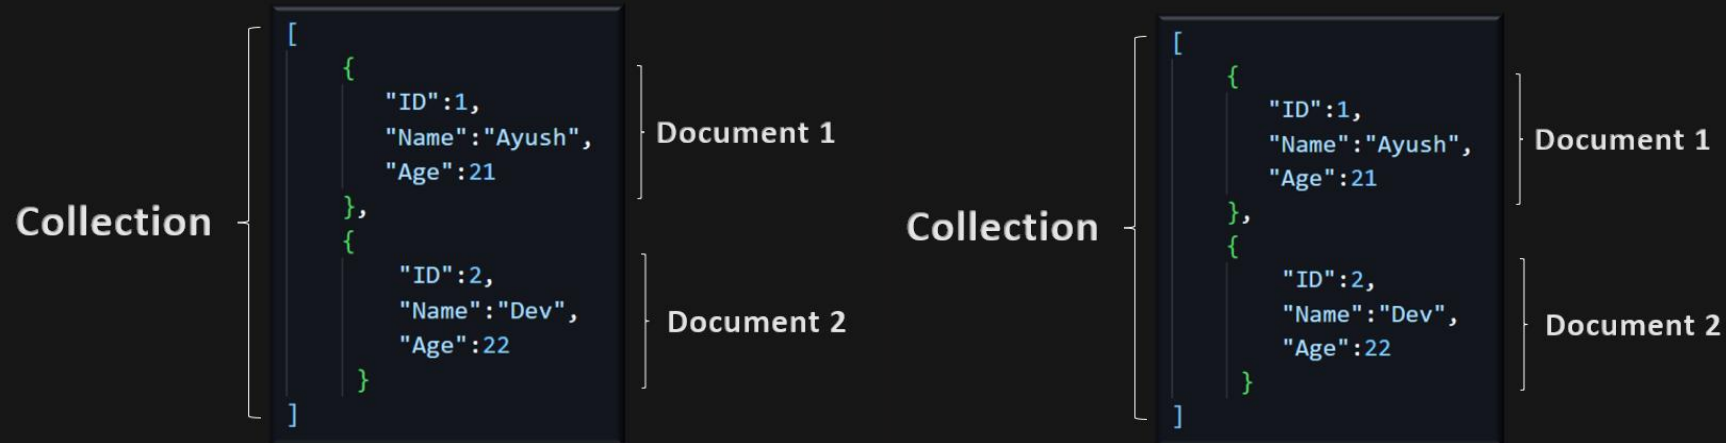 Collection
[
{
"ID":1,
"Name":"Ayush",
"Age":21
},
{
"ID":2,
"Name":"Dev",
"Age":22
}
]
Document 1
Document 2
Collection
[
{
"ID":1,
"Name":"Ayush",
"Age":21
},
{
"ID":2,
"Name":"Dev",
"Age":22
}
]
Document 1
Document 2